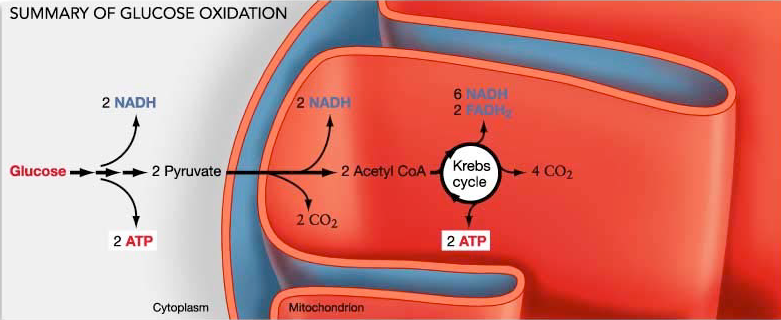 SUMMARY OF GLUCOSE OXIDATION
2 NADH
2 NADH
6 NADH
2 FADH₂
Glucose
2 Pyruvate
2 Acetyl CoA
Krebs
cycle
4 CO₂
2 CO₂
2 ATP
2 ATP
Cytoplasm
Mitochondrion